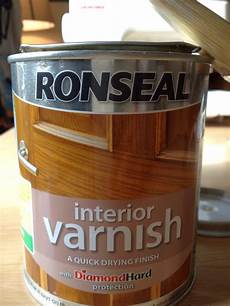 RONSEAL
interior
varnish
A QUICK DRYING FINISH
with DiamondHard
protection